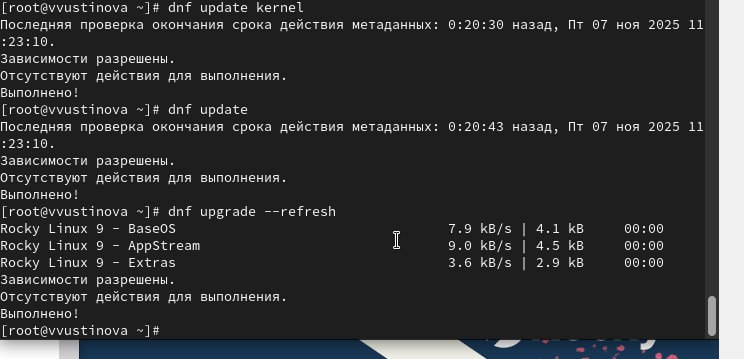 [root@vvustinova ~]# dnf update kernel
Последняя проверка окончания срока действия метаданных: 0:20:30 назад, Пт 07 ноя 2025 11
:23:10.
Зависимости разрешены.
Отсутствуют действия для выполнения.
Выполнено!
[root@vvustinova ~]# dnf update
Последняя проверка окончания срока действия метаданных: 0:20:43 назад, Пт 07 ноя 2025 11
:23:10.
Зависимости разрешены.
Отсутствуют действия для выполнения.
Выполнено!
[root@vvustinova ~]# dnf upgrade --refresh
Rocky Linux 9 - BaseOS 7.9 kB/s | 4.1 kB 00:00
Rocky Linux 9 - AppStream 9.0 kB/s | 4.5 kB 00:00
Rocky Linux 9 - Extras 3.6 kB/s | 2.9 kB 00:00
Зависимости разрешены.
Отсутствуют действия для выполнения.
Выполнено!
[root@vvustinova ~]#